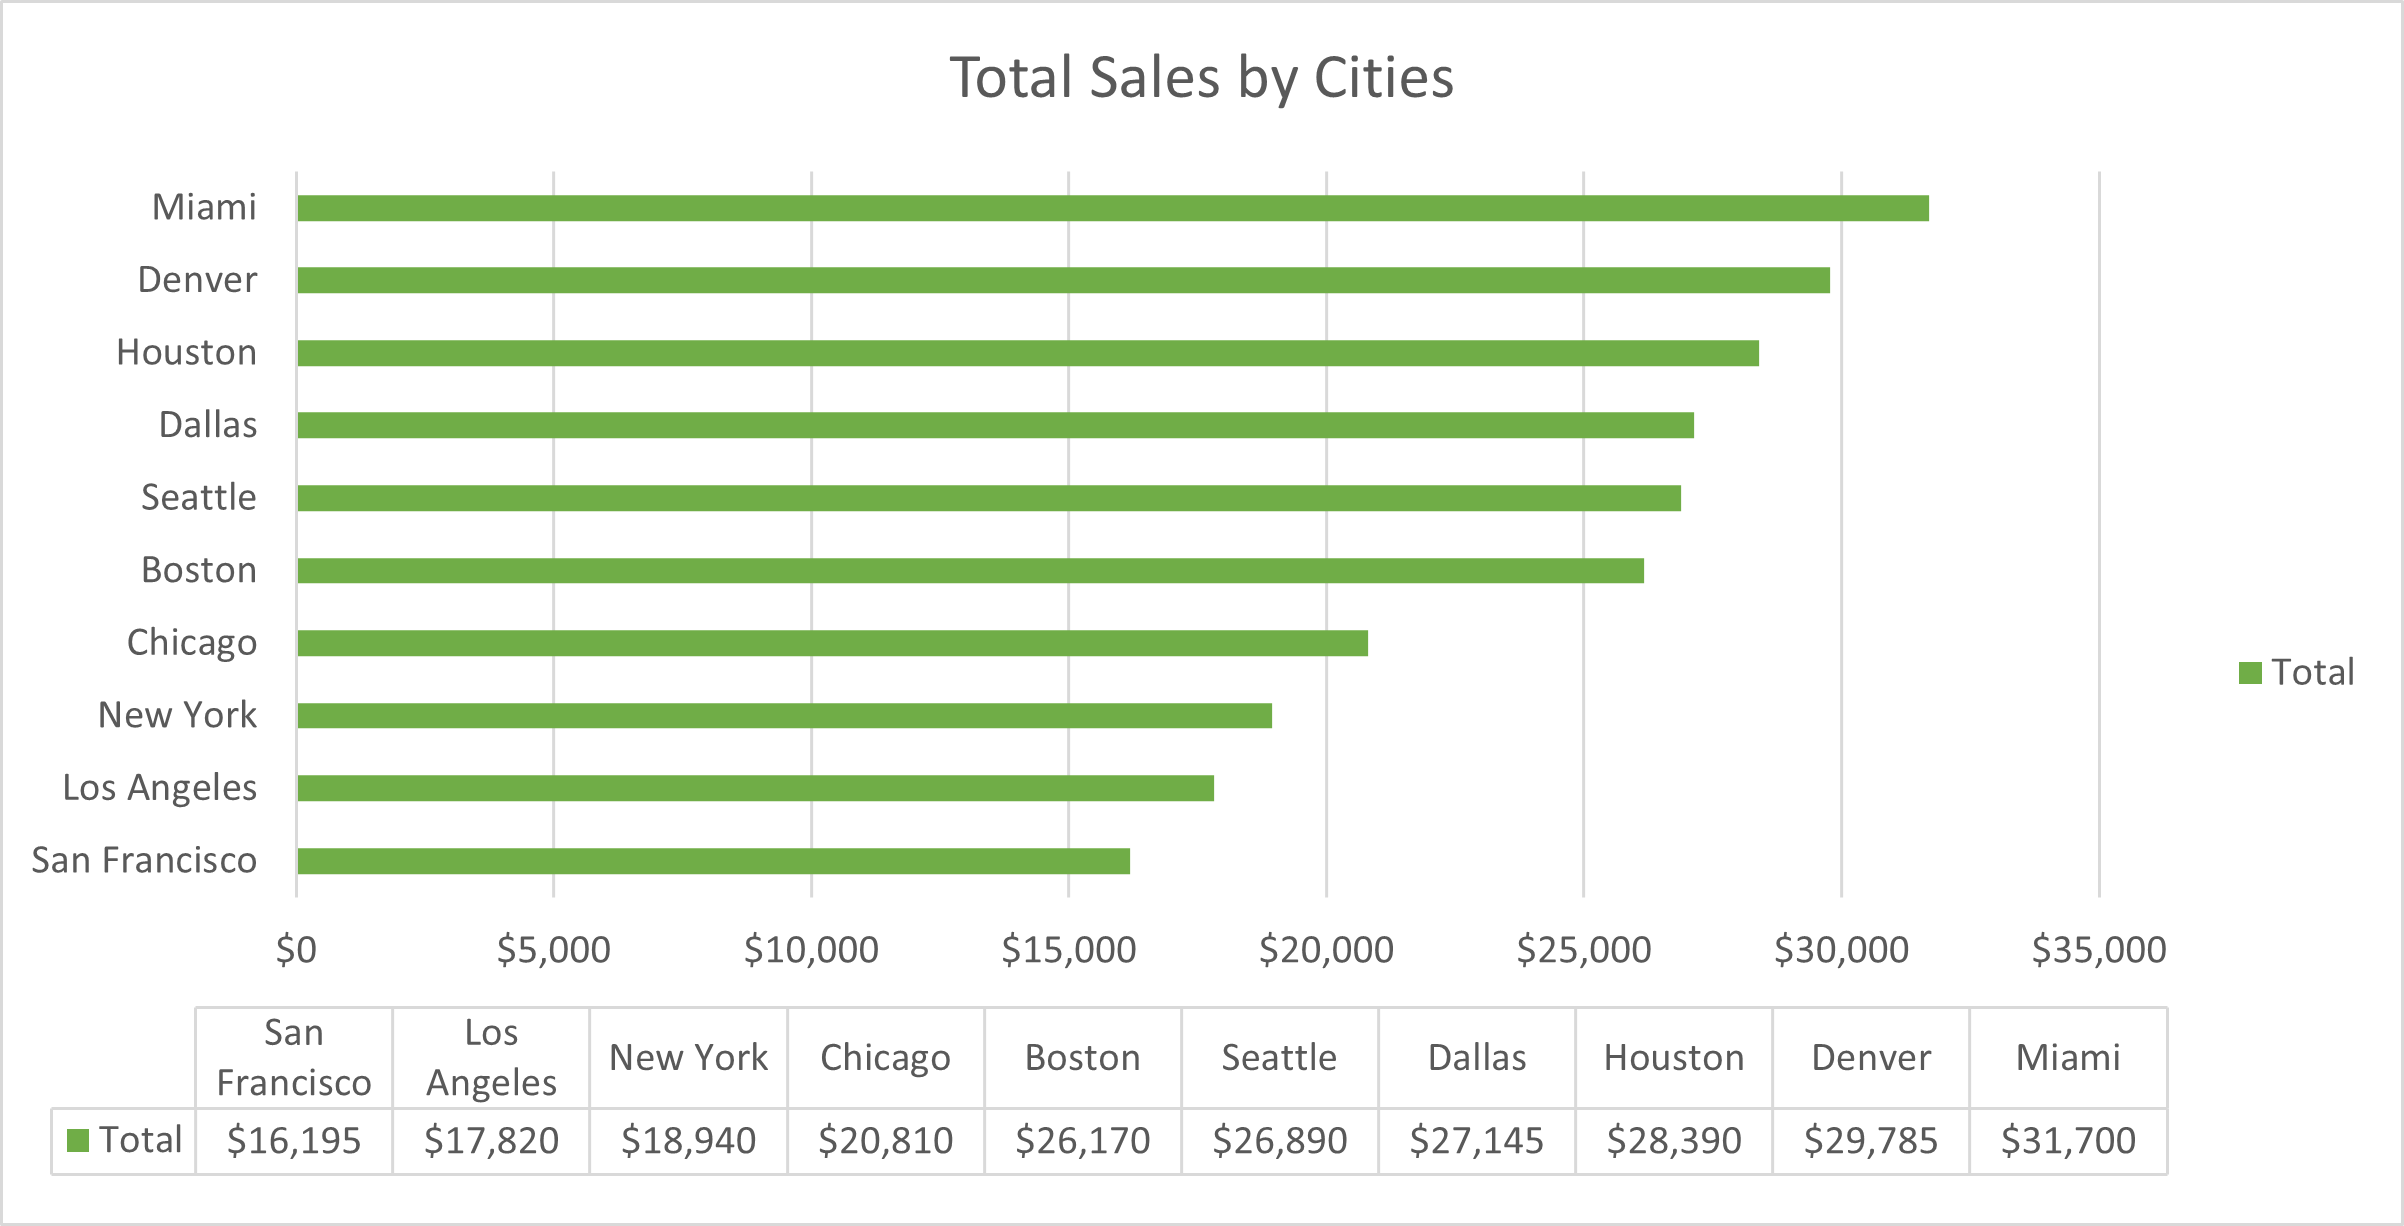 Total Sales by Cities
Miami
Denver
Houston
Dallas
Seattle
Boston
Chicago
New York
Los Angeles
San Francisco
$0 $5,000 $10,000 $15,000 $20,000 $25,000 $30,000 $35,000
Total
San Francisco Los Angeles New York Chicago Boston Seattle Dallas Houston Denver Miami
Total $16,195 $17,820 $18,940 $20,810 $26,170 $26,890 $27,145 $28,390 $29,785 $31,700